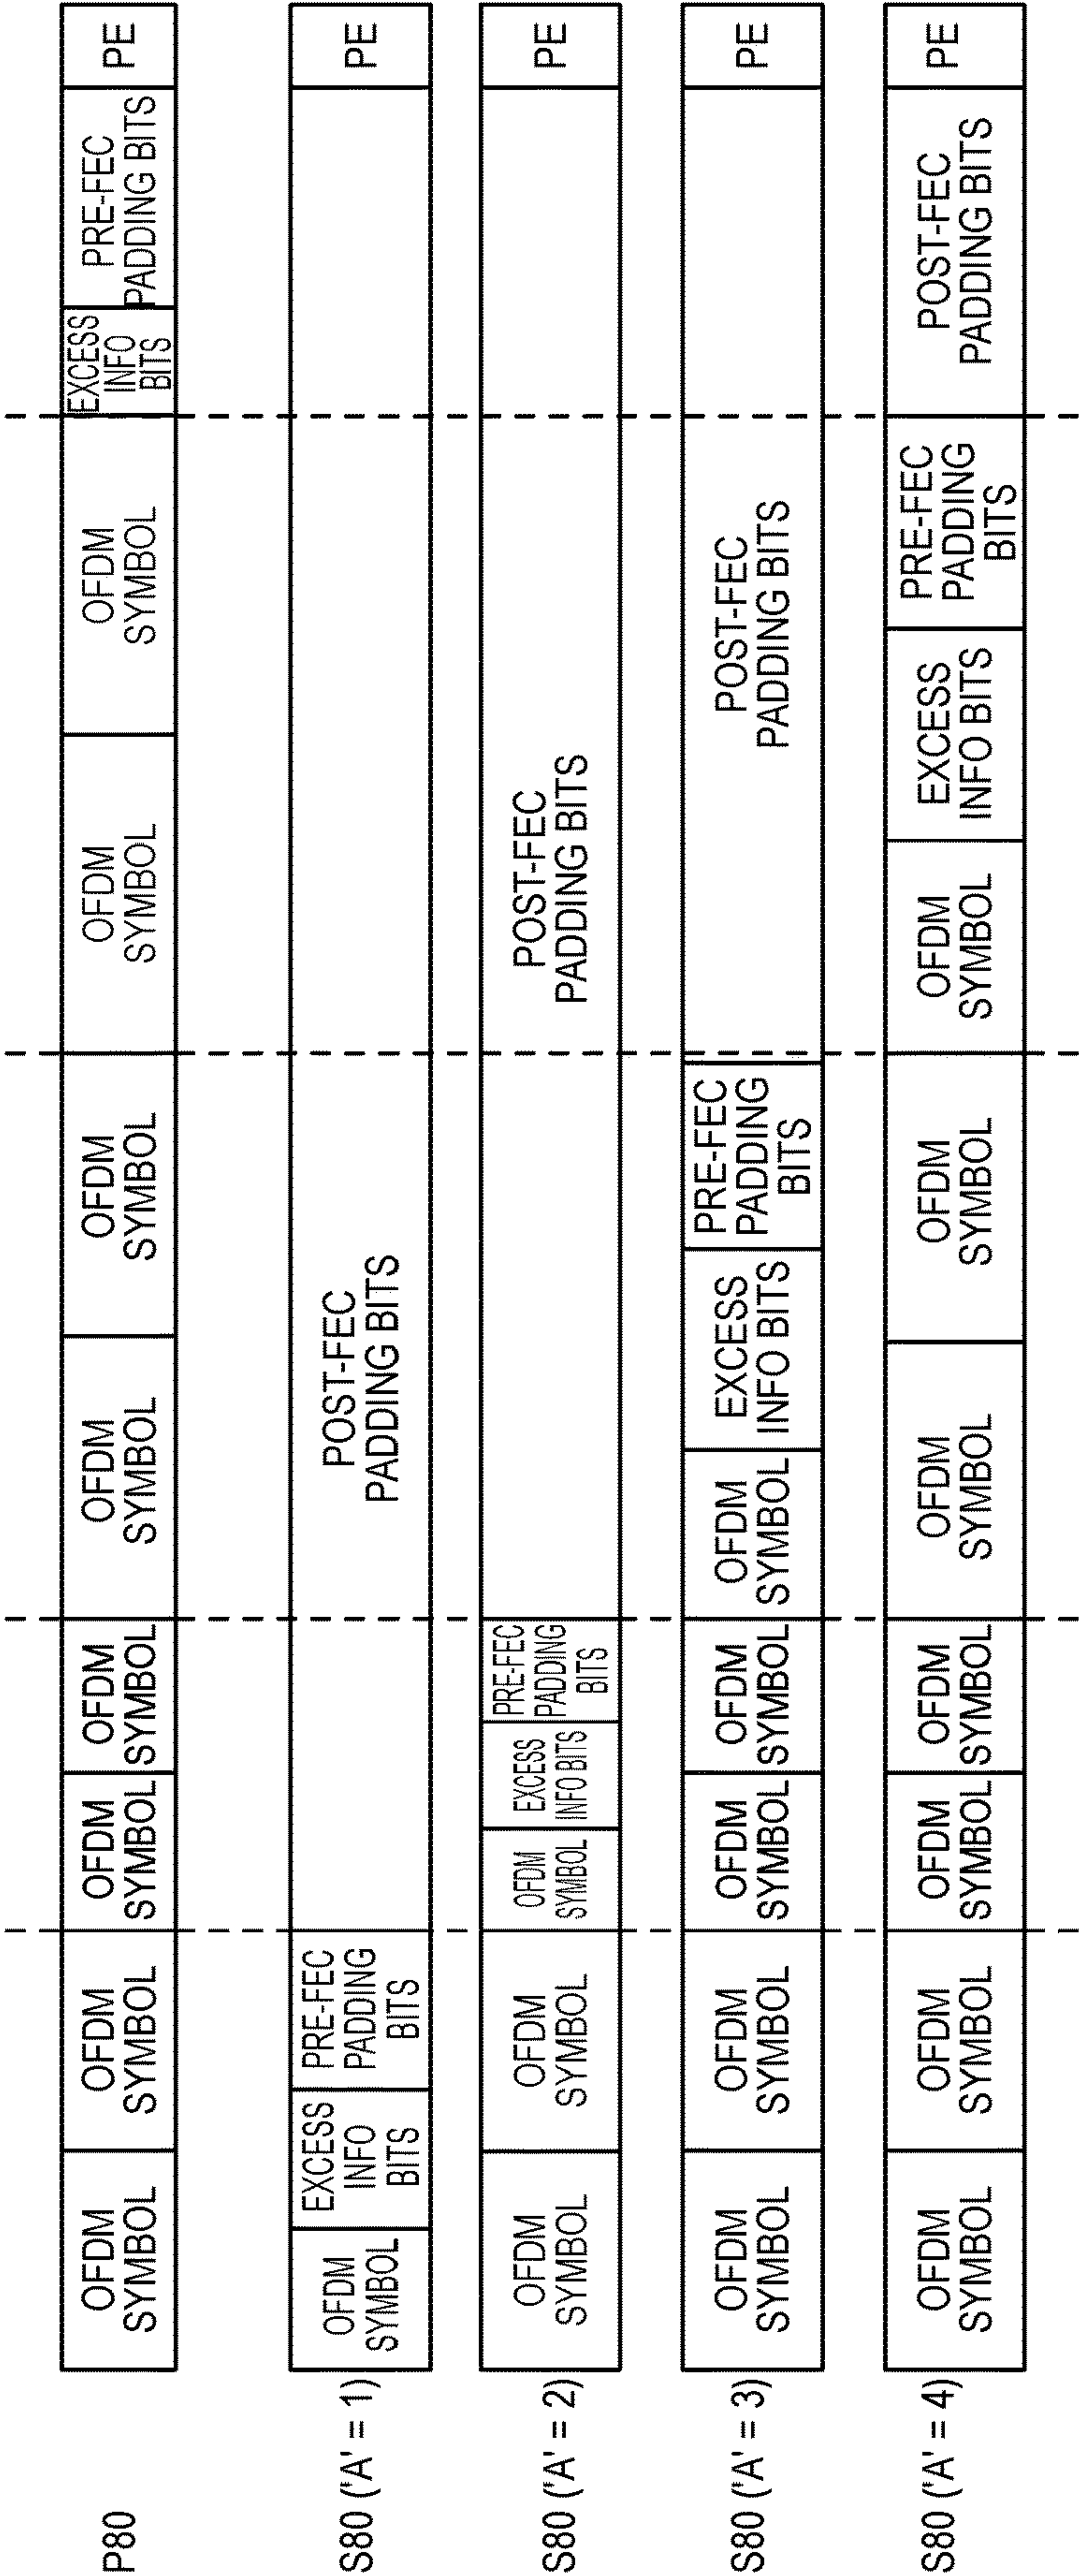 P80
OFDM
SYMBOL
OFDM
SYMBOL
OFDM
SYMBOL
OFDM
SYMBOL
OFDM
SYMBOL
OFDM
SYMBOL
OFDM
SYMBOL
OFDM
SYMBOL
EXCESS
INFO
BITS
PRE-FEC
PADDING BITS
PE
S80 ('A' = 1)
OFDM
SYMBOL
EXCESS
INFO
BITS
PRE-FEC
PADDING
BITS
POST-FEC
PADDING BITS
PE
S80 ('A' = 2)
OFDM
SYMBOL
OFDM
SYMBOL
OFDM
SYMBOL
EXCESS
INFO BITS
PRE-FEC
PADDING
BITS
POST-FEC
PADDING BITS
PE
S80 ('A' = 3)
OFDM
SYMBOL
OFDM
SYMBOL
OFDM
SYMBOL
OFDM
SYMBOL
OFDM
SYMBOL
EXCESS
INFO BITS
PRE-FEC
PADDING
BITS
POST-FEC
PADDING BITS
PE
S80 ('A' = 4)
OFDM
SYMBOL
OFDM
SYMBOL
OFDM
SYMBOL
OFDM
SYMBOL
OFDM
SYMBOL
OFDM
SYMBOL
OFDM
SYMBOL
EXCESS
INFO BITS
PRE-FEC
PADDING
BITS
POST-FEC
PADDING BITS
PE